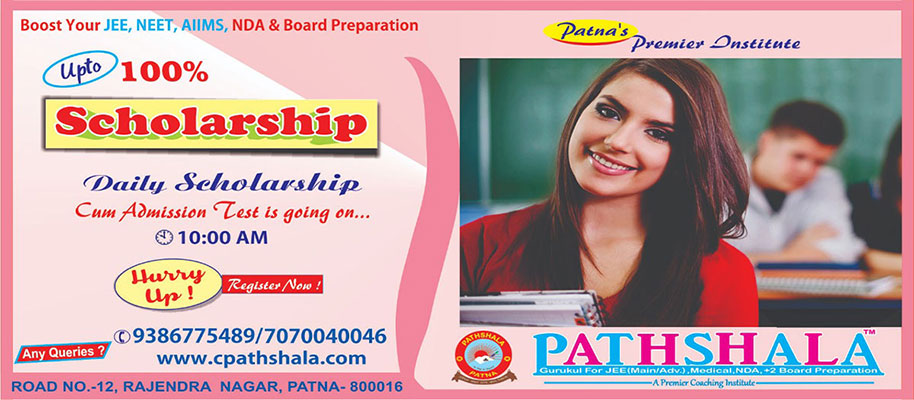 Boost Your JEE, NEET, AIIMS, NDA & Board Preparation
Upto 100%
Scholarship
Daily Scholarship
Cum Admission Test is going on...
10:00 AM
Hurry
Up !
Register Now !
9386775489/7070040046
Any Queries ?
www.cpathshala.com
ROAD NO.-12, RAJENDRA NAGAR, PATNA- 800016
Patna's
Premier Institute
PATHSHALA
PATNA
PATHSHALA™
Gurukul For JEE(Main/Adv.),Medical,NDA,+2 Board Preparation
A Premier Coaching Institute